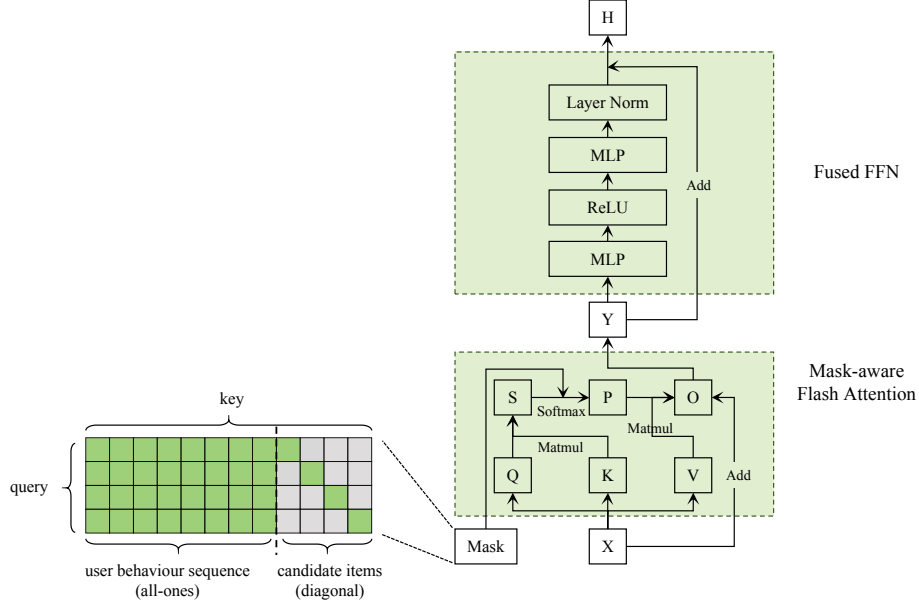 H
Layer Norm
MLP
Add
ReLU
MLP
Fused FFN
Y
Mask-aware
Flash Attention
S
Softmax
P
Matmul
O
Matmul
Q
K
V
Add
Mask
X
key
query
user behaviour sequence
(all-ones)
candidate items
(diagonal)